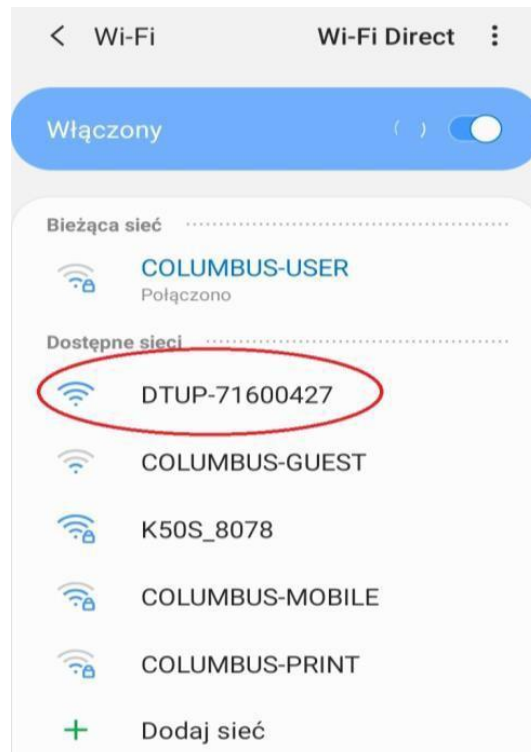 Wi-Fi Wi-Fi Direct
Włączony
Bieżąca sieć
COLUMBUS-USER
Połączono
Dostępne sieci
DTUP-71600427
COLUMBUS-GUEST
K50S_8078
COLUMBUS-MOBILE
COLUMBUS-PRINT
Dodaj sieć